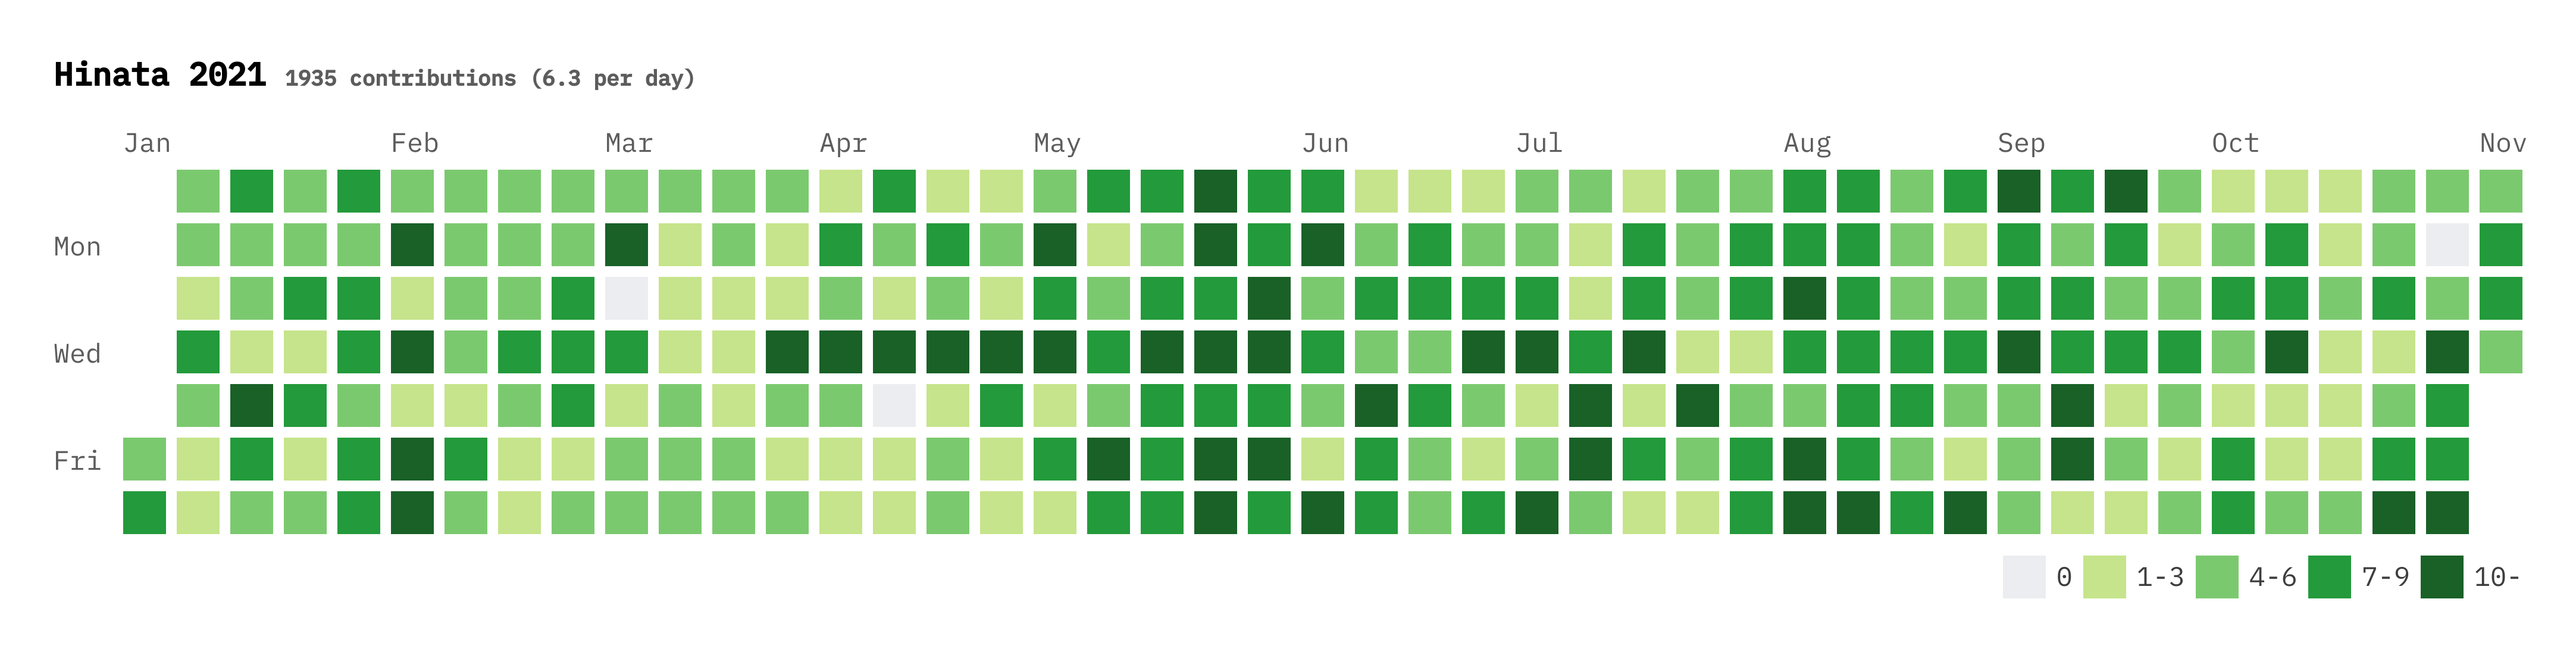 Hinata 2021 1935 contributions (6.3 per day)
Jan Feb Mar Apr May Jun Jul Aug Sep Oct Nov
Mon
Wed
Fri
0 1-3 4-6 7-9 10-